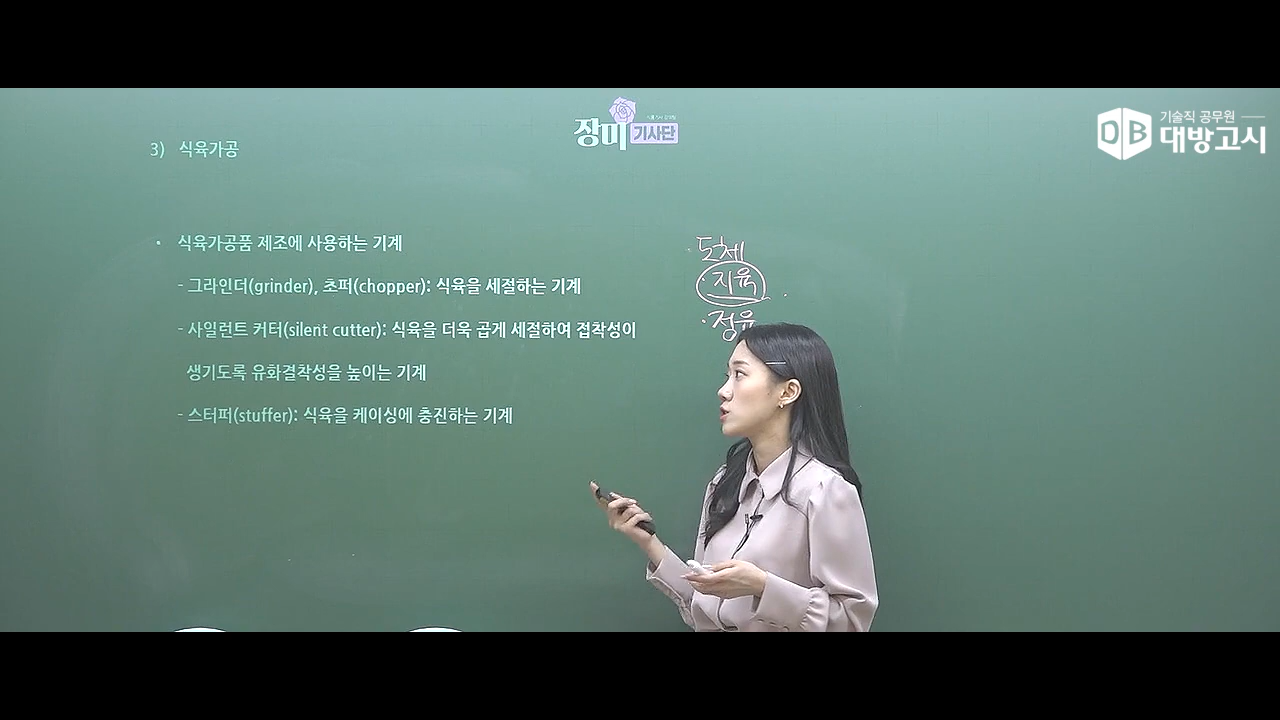 장미 기사단
기술직 공무원
DB 대방고시
3) 식육가공
• 식육가공품 제조에 사용하는 기계
- 그라인더(grinder), 초퍼(chopper): 식육을 세절하는 기계
- 사일런트 커터(silent cutter): 식육을 더욱 곱게 세절하여 접착성이
생기도록 유화결착성을 높이는 기계
- 스터퍼(stuffer): 식육을 케이싱에 충진하는 기계
· 도체
· 지육
· 정육